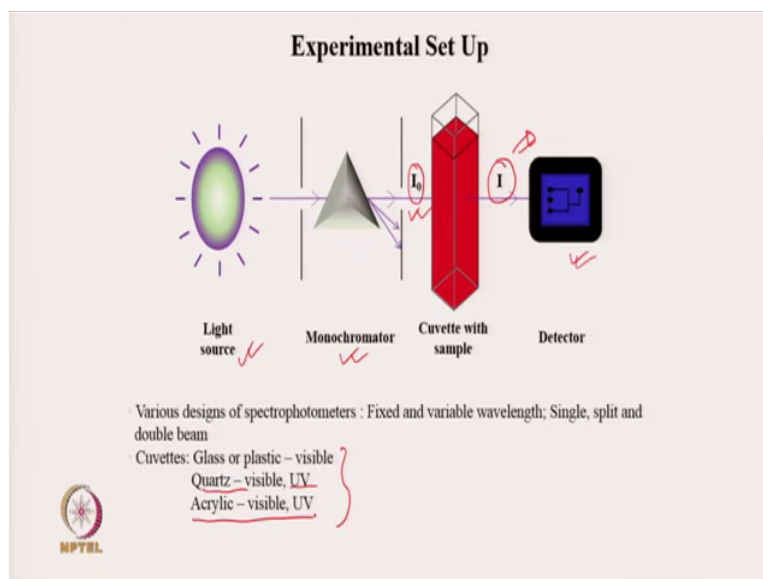 Experimental Set Up
I₀
I
Light
source
Monochromator
Cuvette with
sample
Detector
Various designs of spectrophotometers : Fixed and variable wavelength; Single, split and
double beam
Cuvettes: Glass or plastic – visible
Quartz – visible, UV
Acrylic – visible, UV
NPTEL